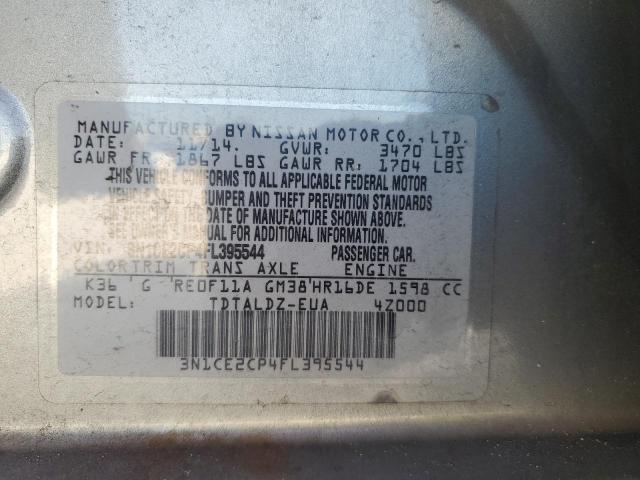 MANUFACTURED BY NISSAN MOTOR CO., LTD.
DATE: 11/14. GVWR: 3470 LBS
GAWR FR: 1867 LBS GAWR RR: 1704 LBS
THIS VEHICLE CONFORMS TO ALL APPLICABLE FEDERAL MOTOR
VEHICLE SAFETY, BUMPER AND THEFT PREVENTION STANDARDS
IN EFFECT ON THE DATE OF MANUFACTURE SHOWN ABOVE.
SEE OWNER'S MANUAL FOR ADDITIONAL INFORMATION.
VIN: 3N1CE2CP4FL395544 PASSENGER CAR.
COLOR TRIM TRANS AXLE ENGINE
K36 G RE0F11A GM38 HR16DE 1598 CC
MODEL: TDTALDZ-EUA 4Z000
3N1CE2CP4FL395544